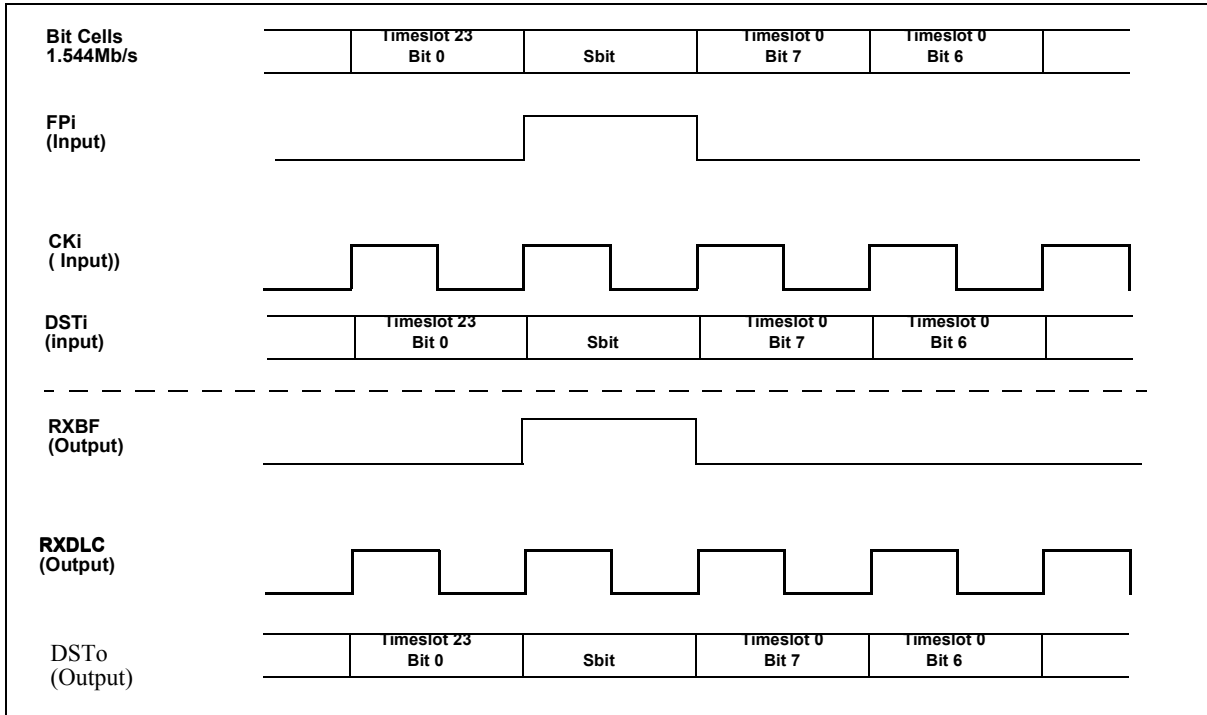 Bit Cells
1.544Mb/s
Timeslot 23
Bit 0
Sbit
Timeslot 0
Bit 7
Timeslot 0
Bit 6
FPi
(Input)
CKi
( Input))
DSTi
(input)
Timeslot 23
Bit 0
Sbit
Timeslot 0
Bit 7
Timeslot 0
Bit 6
RXBF
(Output)
RXDLC
(Output)
DSTo
(Output)
Timeslot 23
Bit 0
Sbit
Timeslot 0
Bit 7
Timeslot 0
Bit 6